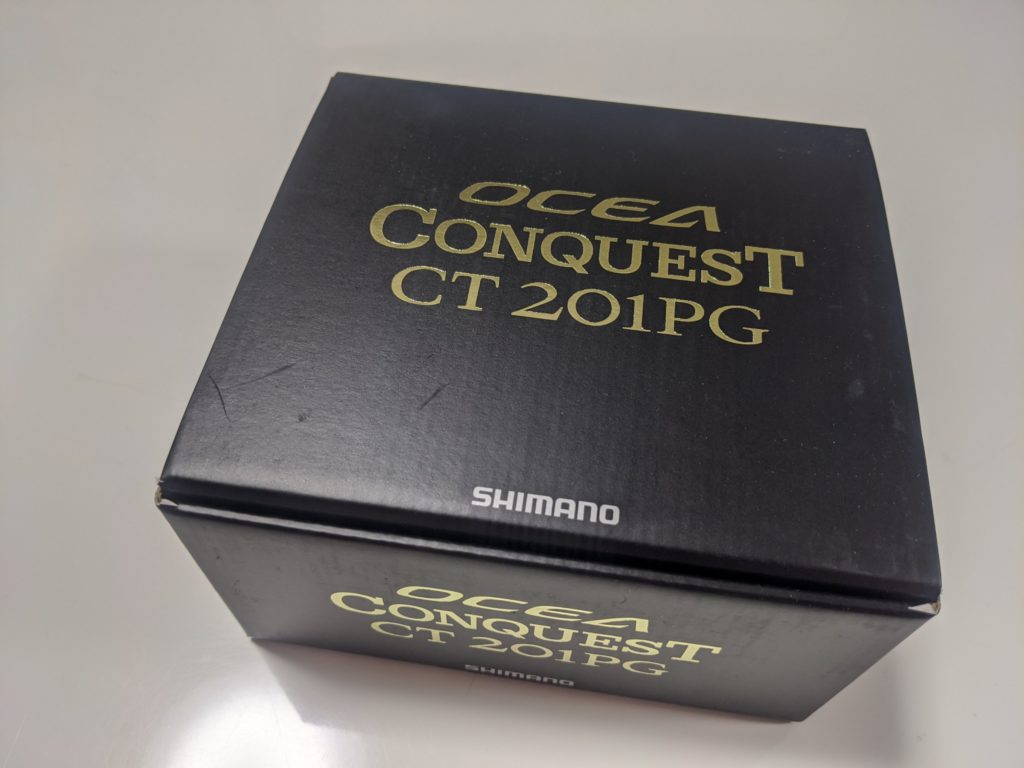 OCEA
CONQUEST
CT 201PG
SHIMANO
OCEA
CONQUEST
CT 201PG
SHIMANO